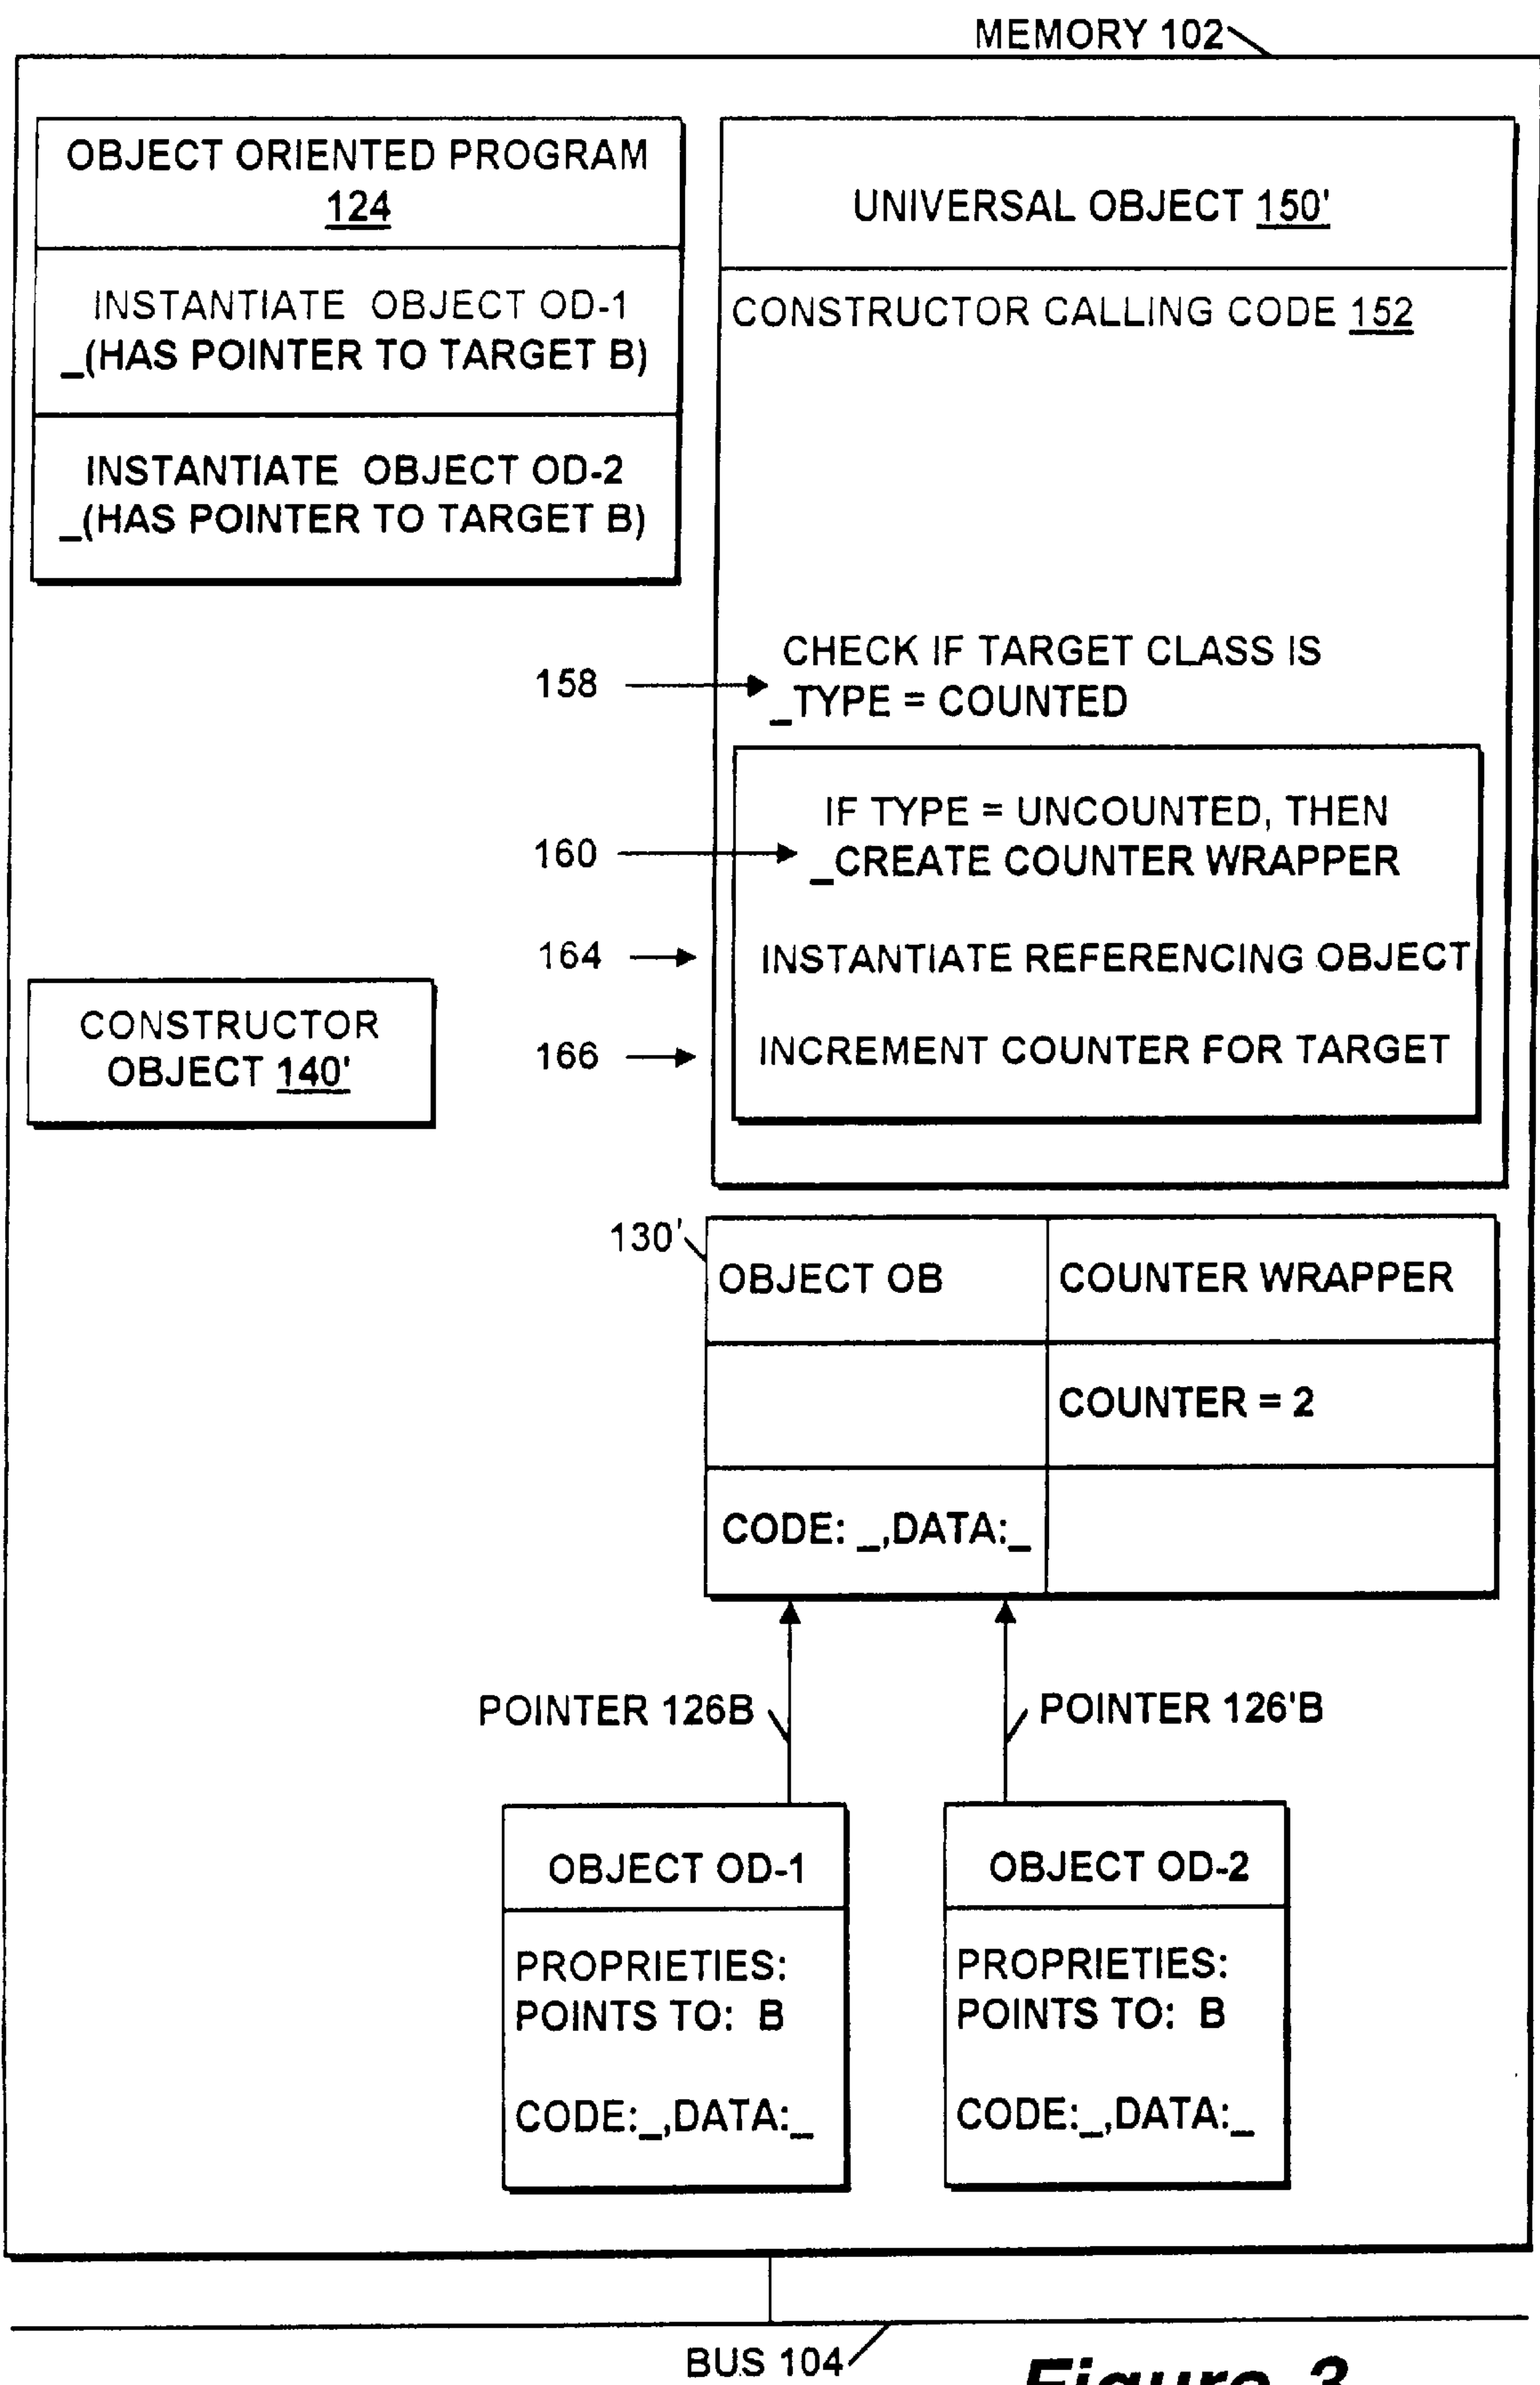 MEMORY 102
OBJECT ORIENTED PROGRAM
124
INSTANTIATE OBJECT OD-1
_(HAS POINTER TO TARGET B)
INSTANTIATE OBJECT OD-2
_(HAS POINTER TO TARGET B)
UNIVERSAL OBJECT 150'
CONSTRUCTOR CALLING CODE 152
158
CHECK IF TARGET CLASS IS
_TYPE = COUNTED
160
IF TYPE = UNCOUNTED, THEN
_CREATE COUNTER WRAPPER
164
INSTANTIATE REFERENCING OBJECT
166
INCREMENT COUNTER FOR TARGET
CONSTRUCTOR
OBJECT 140'
130'
OBJECT OB
COUNTER WRAPPER
COUNTER = 2
CODE: _,DATA:_
POINTER 126B
POINTER 126'B
OBJECT OD-1
PROPRIETIES:
POINTS TO: B
CODE:_,DATA:_
OBJECT OD-2
PROPRIETIES:
POINTS TO: B
CODE:_,DATA:_
BUS 104
Figure 3